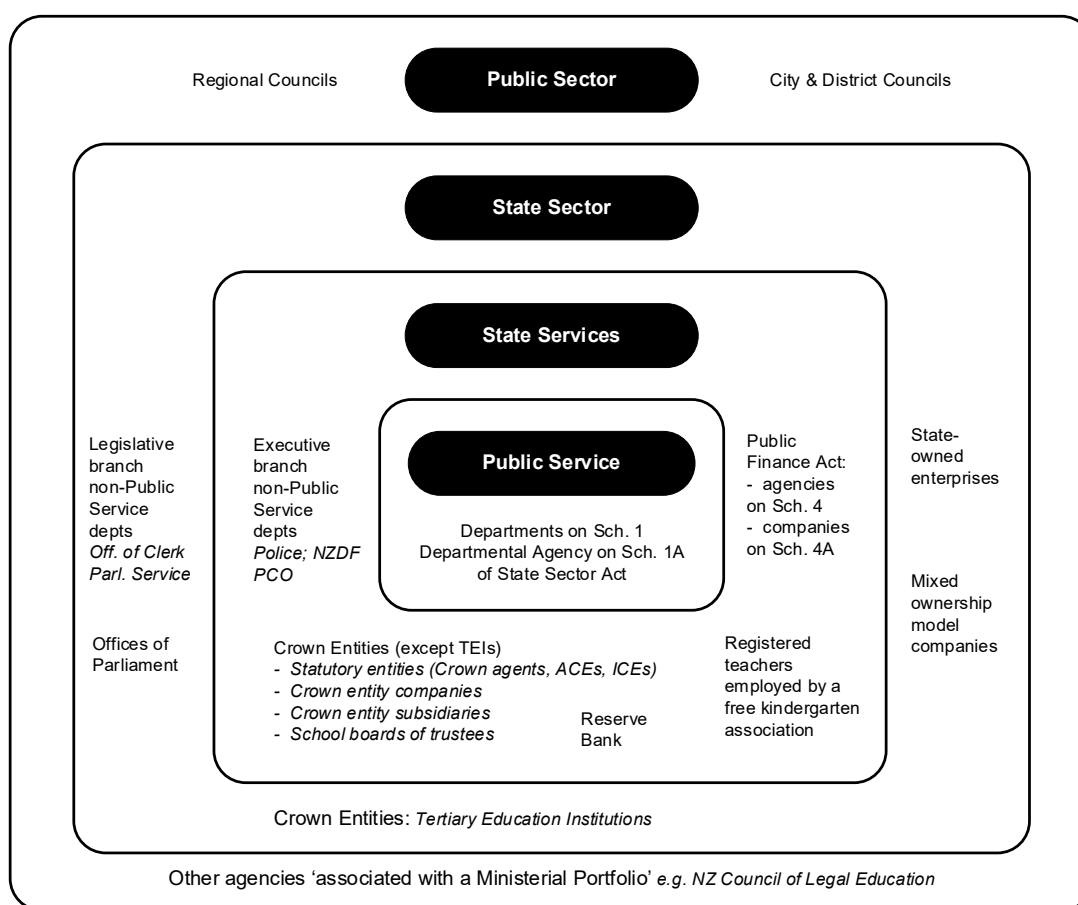 Regional Councils
Public Sector
City & District Councils
State Sector
State Services
Legislative
branch
non-Public
Service
depts
Off. of Clerk
Parl. Service
Offices of
Parliament
Executive
branch
non-Public
Service
depts
Police; NZDF
PCO
Public Service
Departments on Sch. 1
Departmental Agency on Sch. 1A
of State Sector Act
Public
Finance Act:
- agencies
on Sch. 4
- companies
on Sch. 4A
State-
owned
enterprises
Mixed
ownership
model
companies
Crown Entities (except TEIs)
- Statutory entities (Crown agents, ACEs, ICEs)
- Crown entity companies
- Crown entity subsidiaries
- School boards of trustees
Reserve
Bank
Registered
teachers
employed by a
free kindergarten
association
Crown Entities: Tertiary Education Institutions
Other agencies ‘associated with a Ministerial Portfolio’ e.g. NZ Council of Legal Education